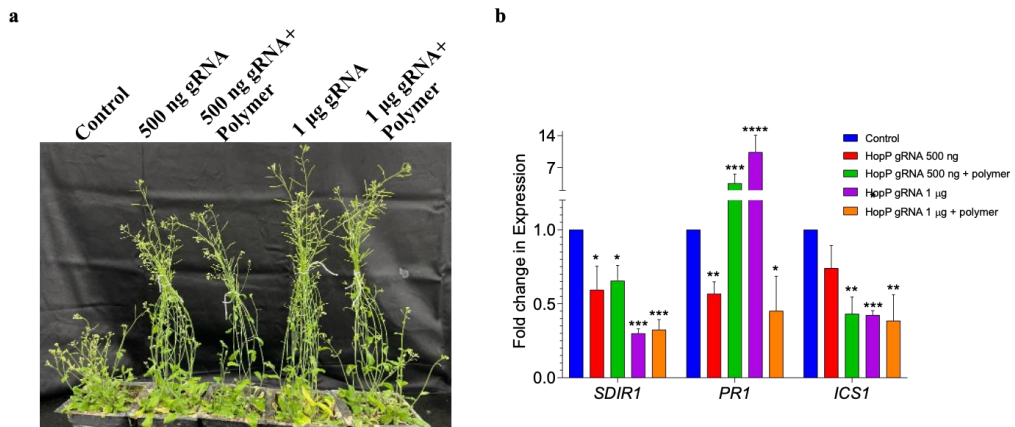 a
Control
500 ng gRNA
500 ng gRNA+
Polymer
1 µg gRNA
1 µg gRNA+
Polymer
b
Fold change in Expression
14
7
1.0
0.5
0.0
*
*
***
***
**
***
****
*
**
***
**
SDIR1
PR1
ICS1
Control
HopP gRNA 500 ng
HopP gRNA 500 ng + polymer
HopP gRNA 1 µg
HopP gRNA 1 µg + polymer